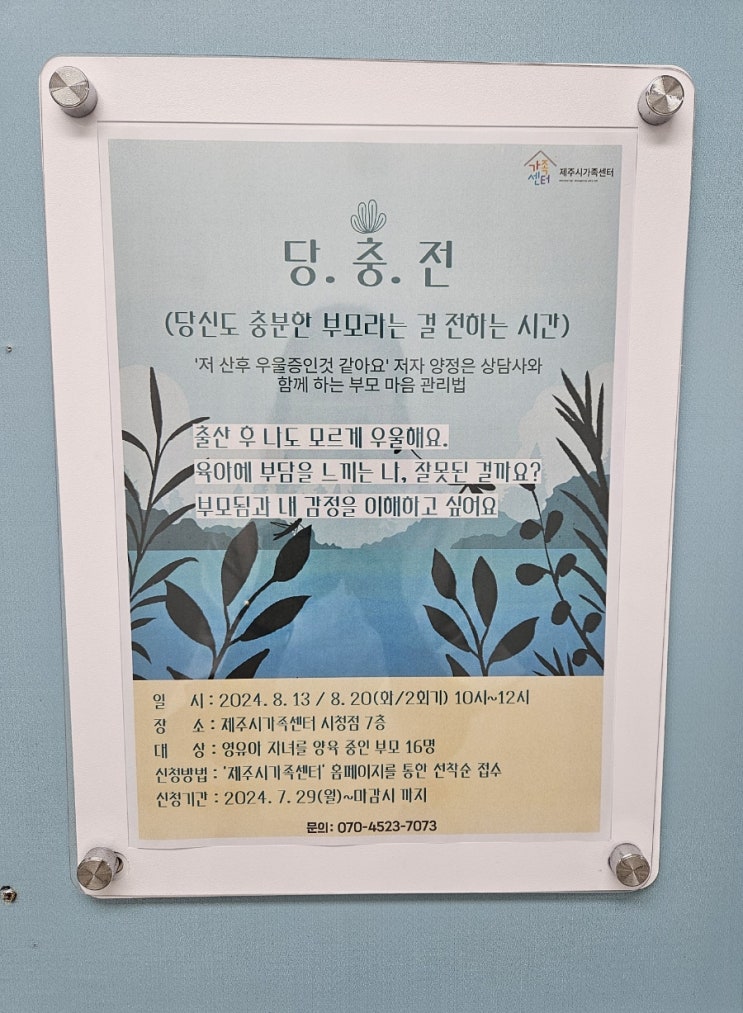 가족
센터
제주시가족센터
당. 충. 전
(당신도 충분한 부모라는 걸 전하는 시간)
'저 산후 우울증인것 같아요' 저자 양정은 상담사와
함께 하는 부모 마음 관리법
출산 후 나도 모르게 우울해요.
육아에 부담을 느끼는 나, 잘못된 걸까요?
부모됨과 내 감정을 이해하고 싶어요
일 시 : 2024. 8. 13 / 8. 20(화/2회기) 10시~12시
장 소 : 제주시가족센터 시청점 7층
대 상 : 영유아 자녀를 양육 중인 부모 16명
신청방법 : '제주시가족센터' 홈페이지를 통한 선착순 접수
신청기간 : 2024. 7. 29(월)~마감시 까지
문의: 070-4523-7073